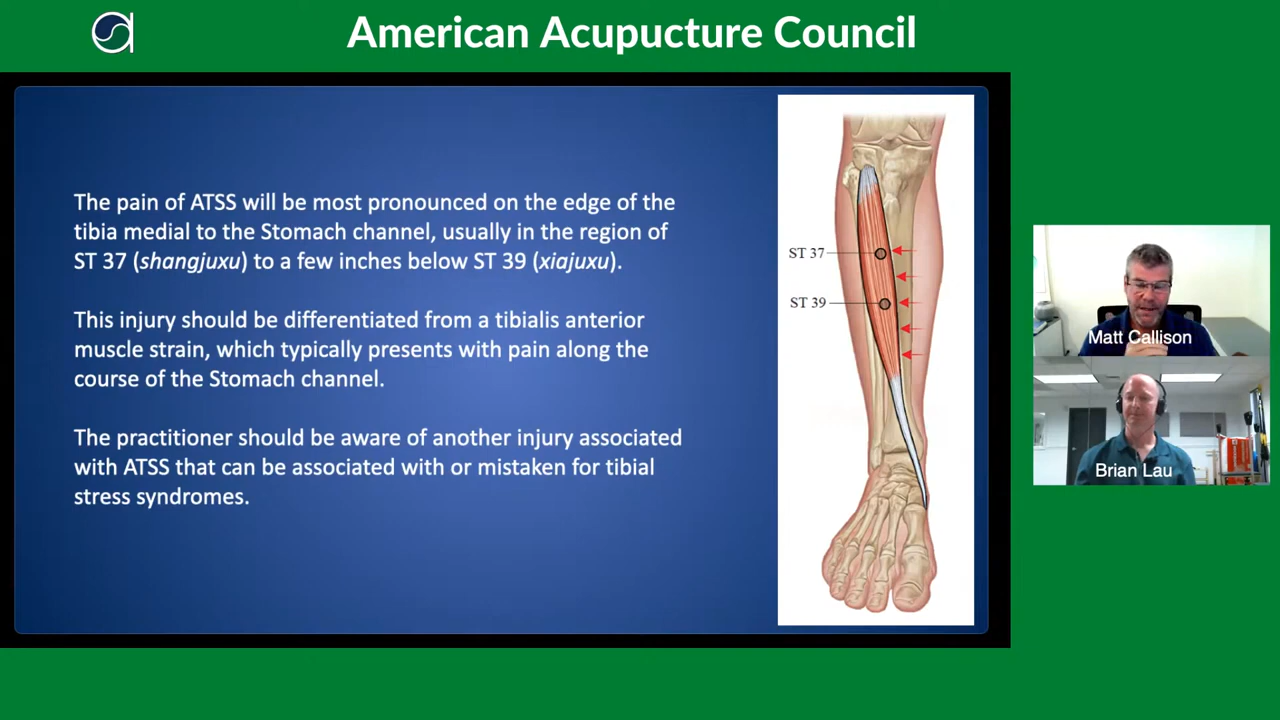 American Acupucture Council
The pain of ATSS will be most pronounced on the edge of the
tibia medial to the Stomach channel, usually in the region of
ST 37 (shangjuxu) to a few inches below ST 39 (xiajuxu).
This injury should be differentiated from a tibialis anterior
muscle strain, which typically presents with pain along the
course of the Stomach channel.
The practitioner should be aware of another injury associated
with ATSS that can be associated with or mistaken for tibial
stress syndromes.
ST 37
ST 39
Matt Callison
Brian Lau